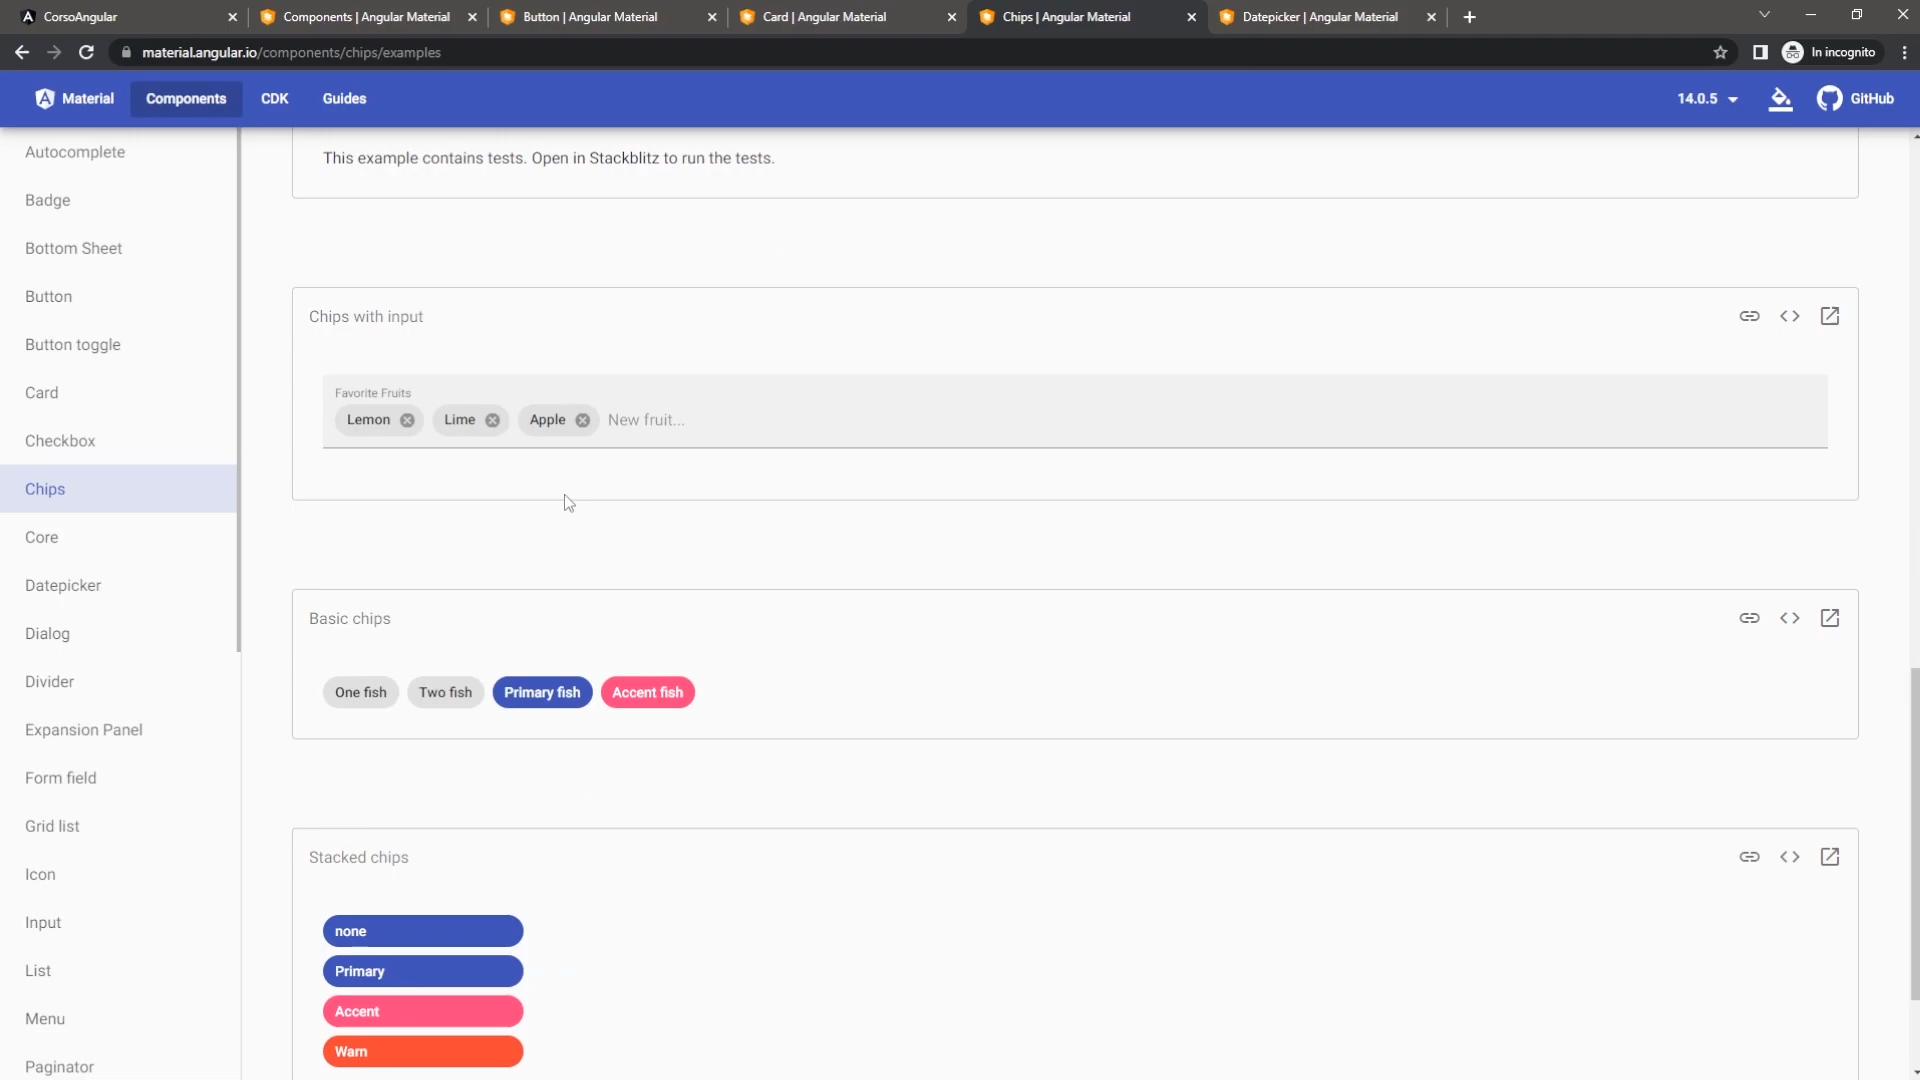 CorsoAngular
Components | Angular Material
Button | Angular Material
Card | Angular Material
Chips | Angular Material
Datepicker | Angular Material
material.angular.io/components/chips/examples
In incognito
Material
Components
CDK
Guides
14.0.5
GitHub
Autocomplete
Badge
Bottom Sheet
Button
Button toggle
Card
Checkbox
Chips
Core
Datepicker
Dialog
Divider
Expansion Panel
Form field
Grid list
Icon
Input
List
Menu
Paginator
This example contains tests. Open in Stackblitz to run the tests.
Chips with input
Favorite Fruits
Lemon
Lime
Apple
New fruit...
Basic chips
One fish
Two fish
Primary fish
Accent fish
Stacked chips
none
Primary
Accent
Warn